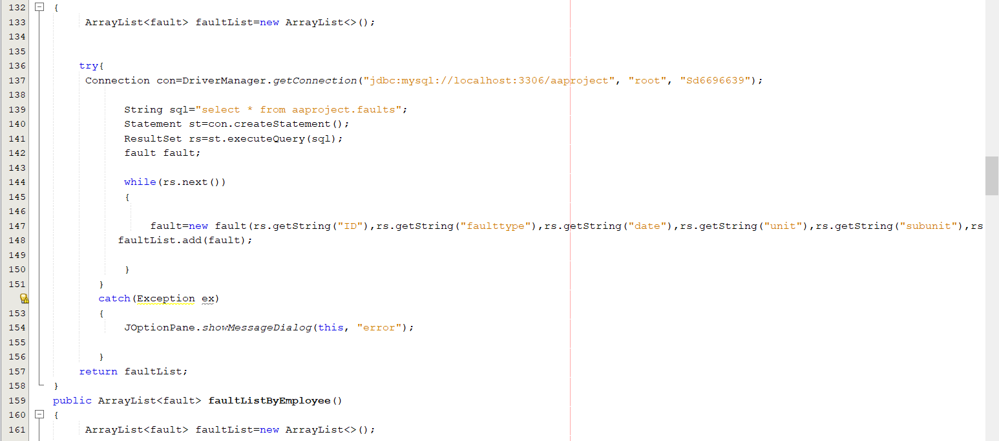 132 {
133 ArrayList<fault> faultList=new ArrayList<>();
134
135
136 try{
137 Connection con=DriverManager.getConnection("jdbc:mysql://localhost:3306/aaproject", "root", "Sd6696639");
138
139 String sql="select * from aaproject.faults";
140 Statement st=con.createStatement();
141 ResultSet rs=st.executeQuery(sql);
142 fault fault;
143
144 while(rs.next())
145 {
146
147 fault=new fault(rs.getString("ID"),rs.getString("faulttype"),rs.getString("date"),rs.getString("unit"),rs.getString("subunit"),rs
148 faultList.add(fault);
149
150 }
151 }
catch(Exception ex)
153 {
154 JOptionPane.showMessageDialog(this, "error");
155
156 }
157 return faultList;
158 }
159 public ArrayList<fault> faultListByEmployee()
160 {
161 ArrayList<fault> faultList=new ArrayList<>();